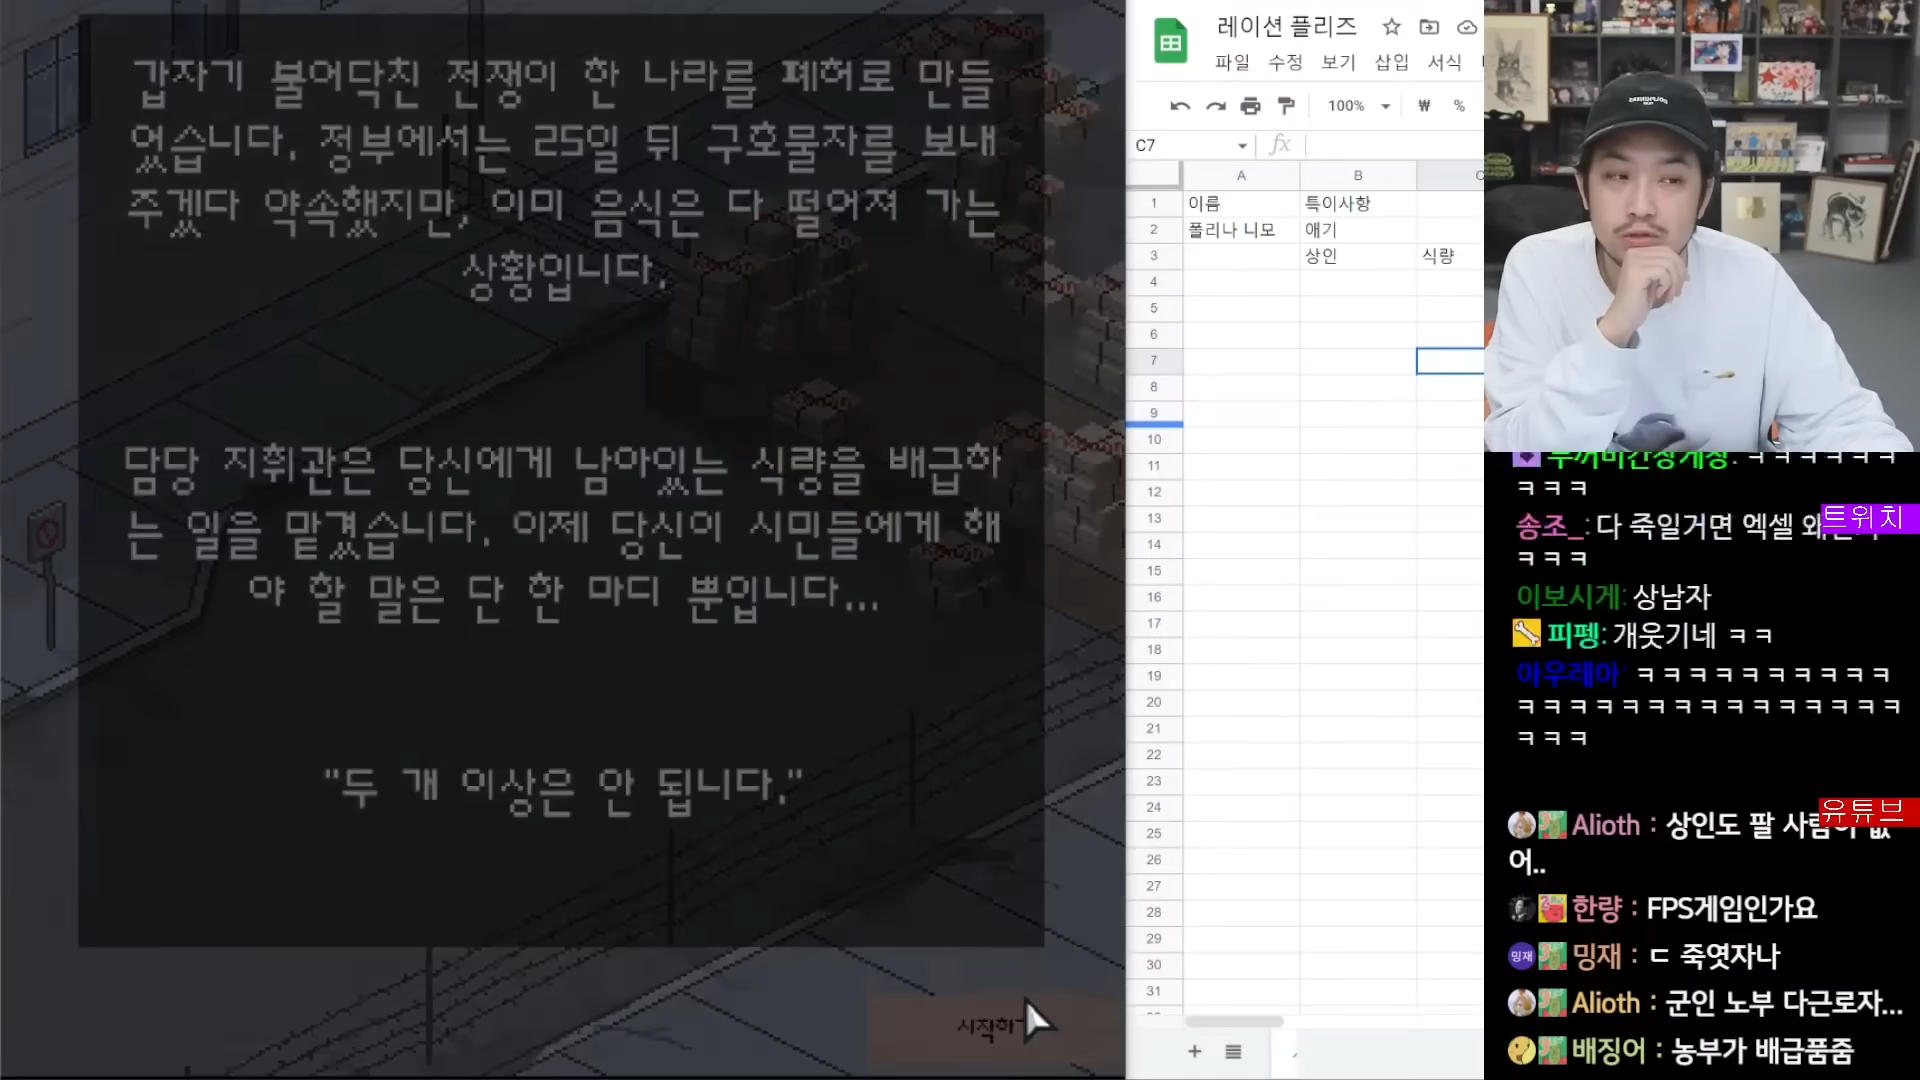 갑자기 불어닥친 전쟁이 한 나라를 폐허로 만들
었습니다. 정부에서는 25일 뒤 구호물자를 보내
주겠다 약속했지만, 이미 음식은 다 떨어져 가는
상황입니다.
담당 지휘관은 당신에게 남아있는 식량을 배급하
는 일을 맡겼습니다. 이제 당신이 시민들에게 해
야 할 말은 단 한 마디 뿐입니다...
"두 개 이상은 안 됩니다."
레이션 플리즈
파일 수정 보기 삽입 서식
100% ₩ %
C7 fx
A B C
1 이름 특이사항
2 폴리나 니모 애기
3 상인 식량
4
5
6
7
8
9
10
11
12
13
14
15
16
17
18
19
20
21
22
23
24
25
26
27
28
29
30
31
ㅋㅋㅋ
송조_: 다 죽일거면 엑셀
트위치
ㅋㅋㅋ
이보시게: 상남자
피펭: 개웃기네 ㅋㅋ
아우레아: ㅋㅋㅋㅋㅋㅋㅋㅋㅋㅋ
ㅋㅋㅋㅋㅋㅋㅋㅋㅋㅋㅋㅋㅋㅋㅋ
ㅋㅋㅋ
유튜브
Alioth : 상인도 팔 사람이 없
어..
한량 : FPS게임인가요
밍재 밍재 : ㄷ 죽엿자나
Alioth : 군인 노부 다근로자...
배징어 : 농부가 배급품줌